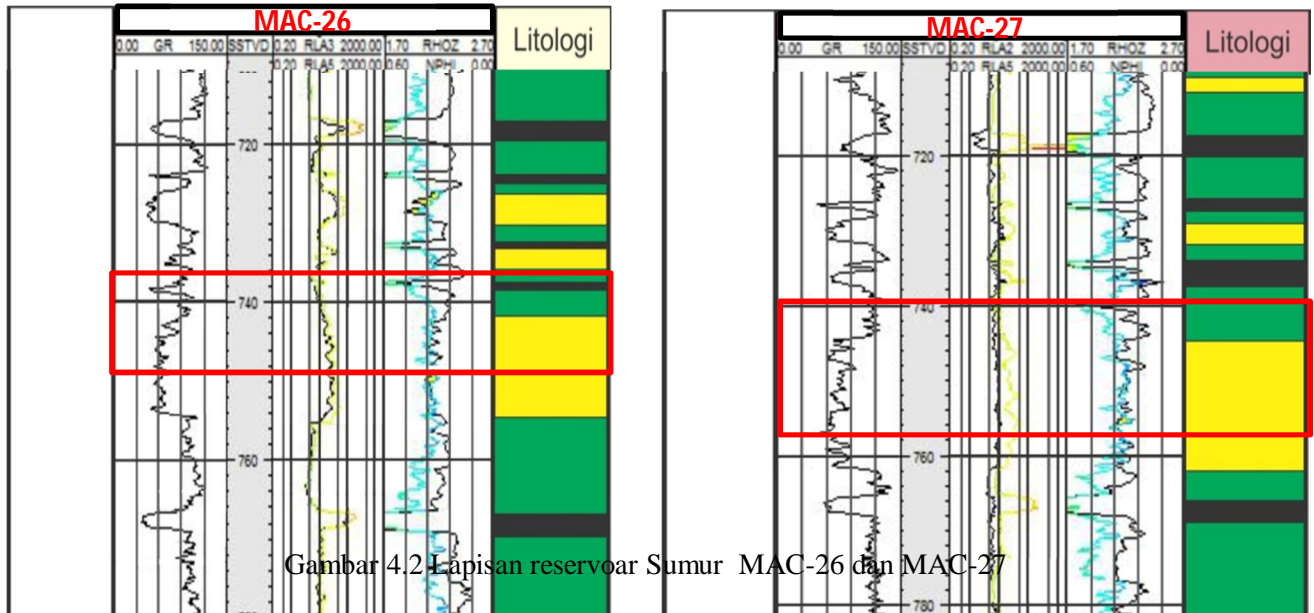 MAC-26
0.00 GR 150.00 SSTVD 0.20 RLA3 2000.00 1.70 RHOZ 2.70
0.20 RLA5 2000.00 0.60 NPHI 0.00
Litologi
720
740
760
MAC-27
0.00 GR 150.00 SSTVD 0.20 RLA2 2000.00 1.70 RHOZ 2.70
0.20 RLA5 2000.00 0.60 NPHI 0.00
Litologi
720
740
760
780
Gambar 4.2 Lapisan reservoar Sumur MAC-26 dan MAC-27